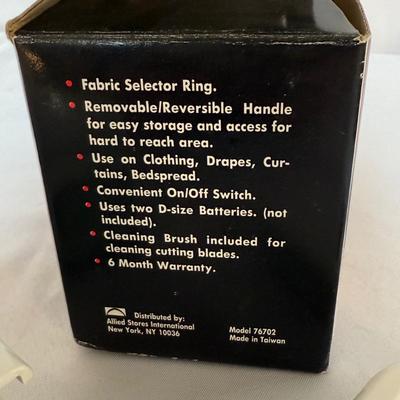 • Fabric Selector Ring.
• Removable/Reversible Handle
for easy storage and access for
hard to reach area.
• Use on Clothing, Drapes, Cur-
tains, Bedspread.
• Convenient On/Off Switch.
• Uses two D-size Batteries. (not
included).
• Cleaning Brush included for
cleaning cutting blades.
• 6 Month Warranty.
Distributed by:
Allied Stores International
New York, NY 10036
Model 76702
Made in Taiwan